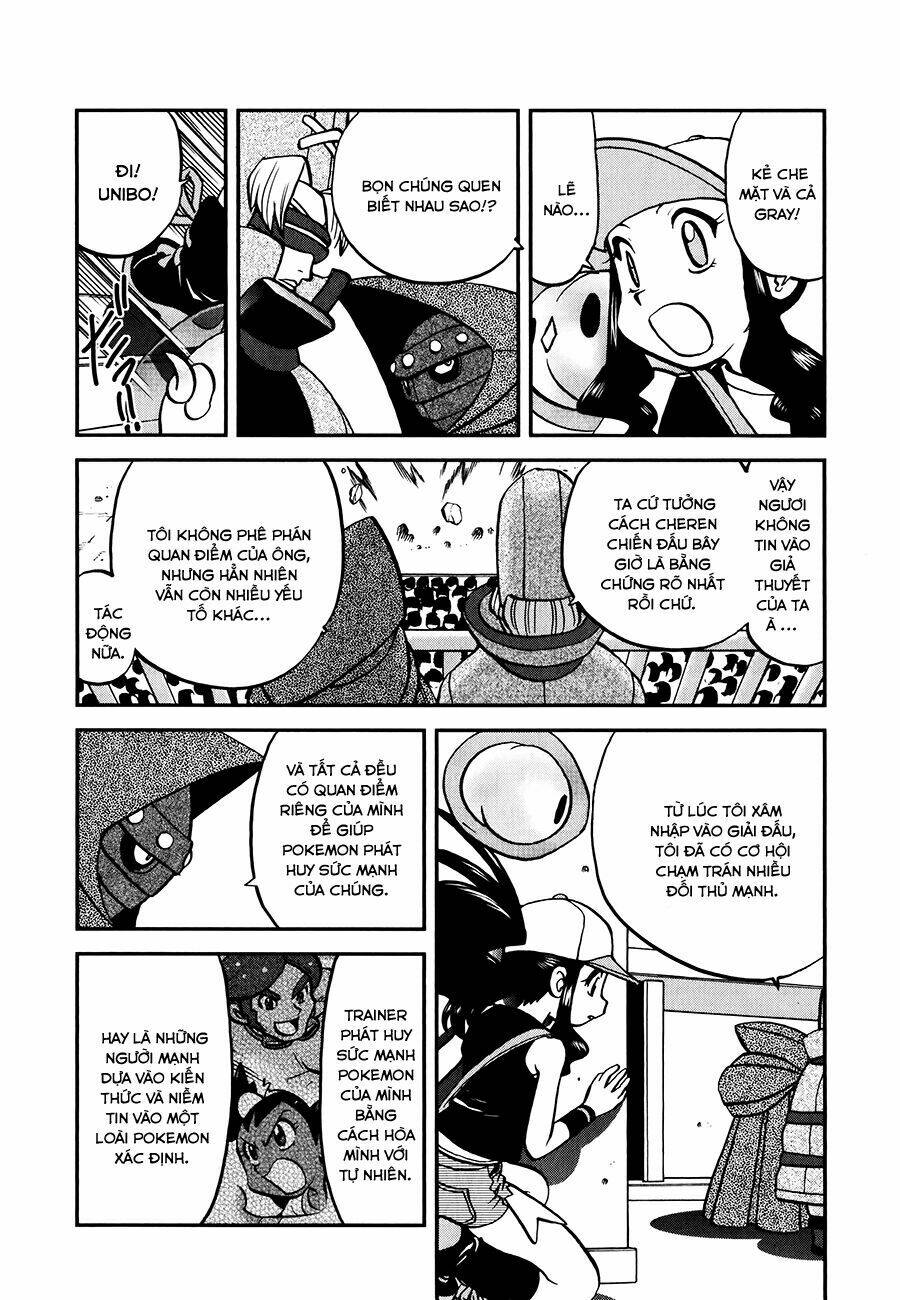 KẺ CHE
MẶT VÀ CẢ
GRAY!
LẼ
NÀO...
BỌN CHÚNG QUEN
BIẾT NHAU SAO!?
ĐI!
UNIBO!
VẬY
NGƯƠI
KHÔNG
TIN VÀO
GIẢ
THUYẾT
CỦA TA
À ...
TA CỨ TƯỞNG
CÁCH CHEREN
CHIẾN ĐẤU BÂY
GIỜ LÀ BẰNG
CHỨNG RÕ NHẤT
RỒI CHỨ.
TÔI KHÔNG PHÊ PHÁN
QUAN ĐIỂM CỦA ÔNG,
NHƯNG HẲN NHIÊN
VẪN CÒN NHIỀU YẾU
TỐ KHÁC...
TÁC
ĐỘNG
NỮA.
TỪ LÚC TÔI XÂM
NHẬP VÀO GIẢI ĐẤU,
TÔI ĐÃ CÓ CƠ HỘI
CHẠM TRÁN NHIỀU
ĐỐI THỦ MẠNH.
VÀ TẤT CẢ ĐỀU
CÓ QUAN ĐIỂM
RIÊNG CỦA MÌNH
ĐỂ GIÚP
POKEMON PHÁT
HUY SỨC MẠNH
CỦA CHÚNG.
TRAINER
PHÁT HUY
SỨC MẠNH
POKEMON
CỦA MÌNH
BẰNG
CÁCH HÒA
MÌNH VỚI
TỰ NHIÊN.
HAY LÀ NHỮNG
NGƯỜI MẠNH
DỰA VÀO KIẾN
THỨC VÀ NIỀM
TIN VÀO MỘT
LOÀI POKEMON
XÁC ĐỊNH.